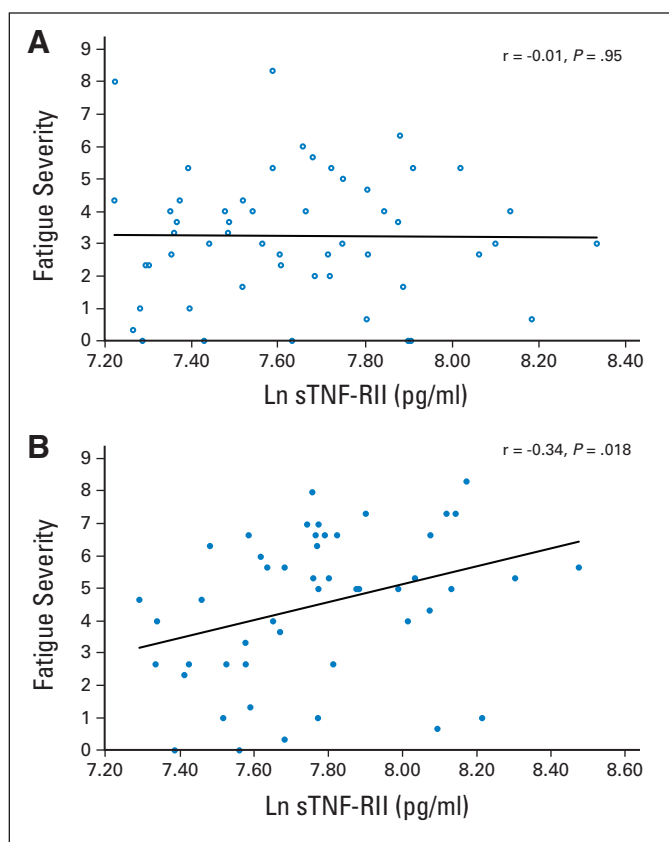 A
r = -0.01, P = .95
Fatigue Severity
9
8
7
6
5
4
3
2
1
0
7.20 7.40 7.60 7.80 8.00 8.20 8.40
Ln sTNF-RII (pg/ml)
B
r = -0.34, P = .018
Fatigue Severity
9
8
7
6
5
4
3
2
1
0
7.20 7.40 7.60 7.80 8.00 8.20 8.40 8.60
Ln sTNF-RII (pg/ml)